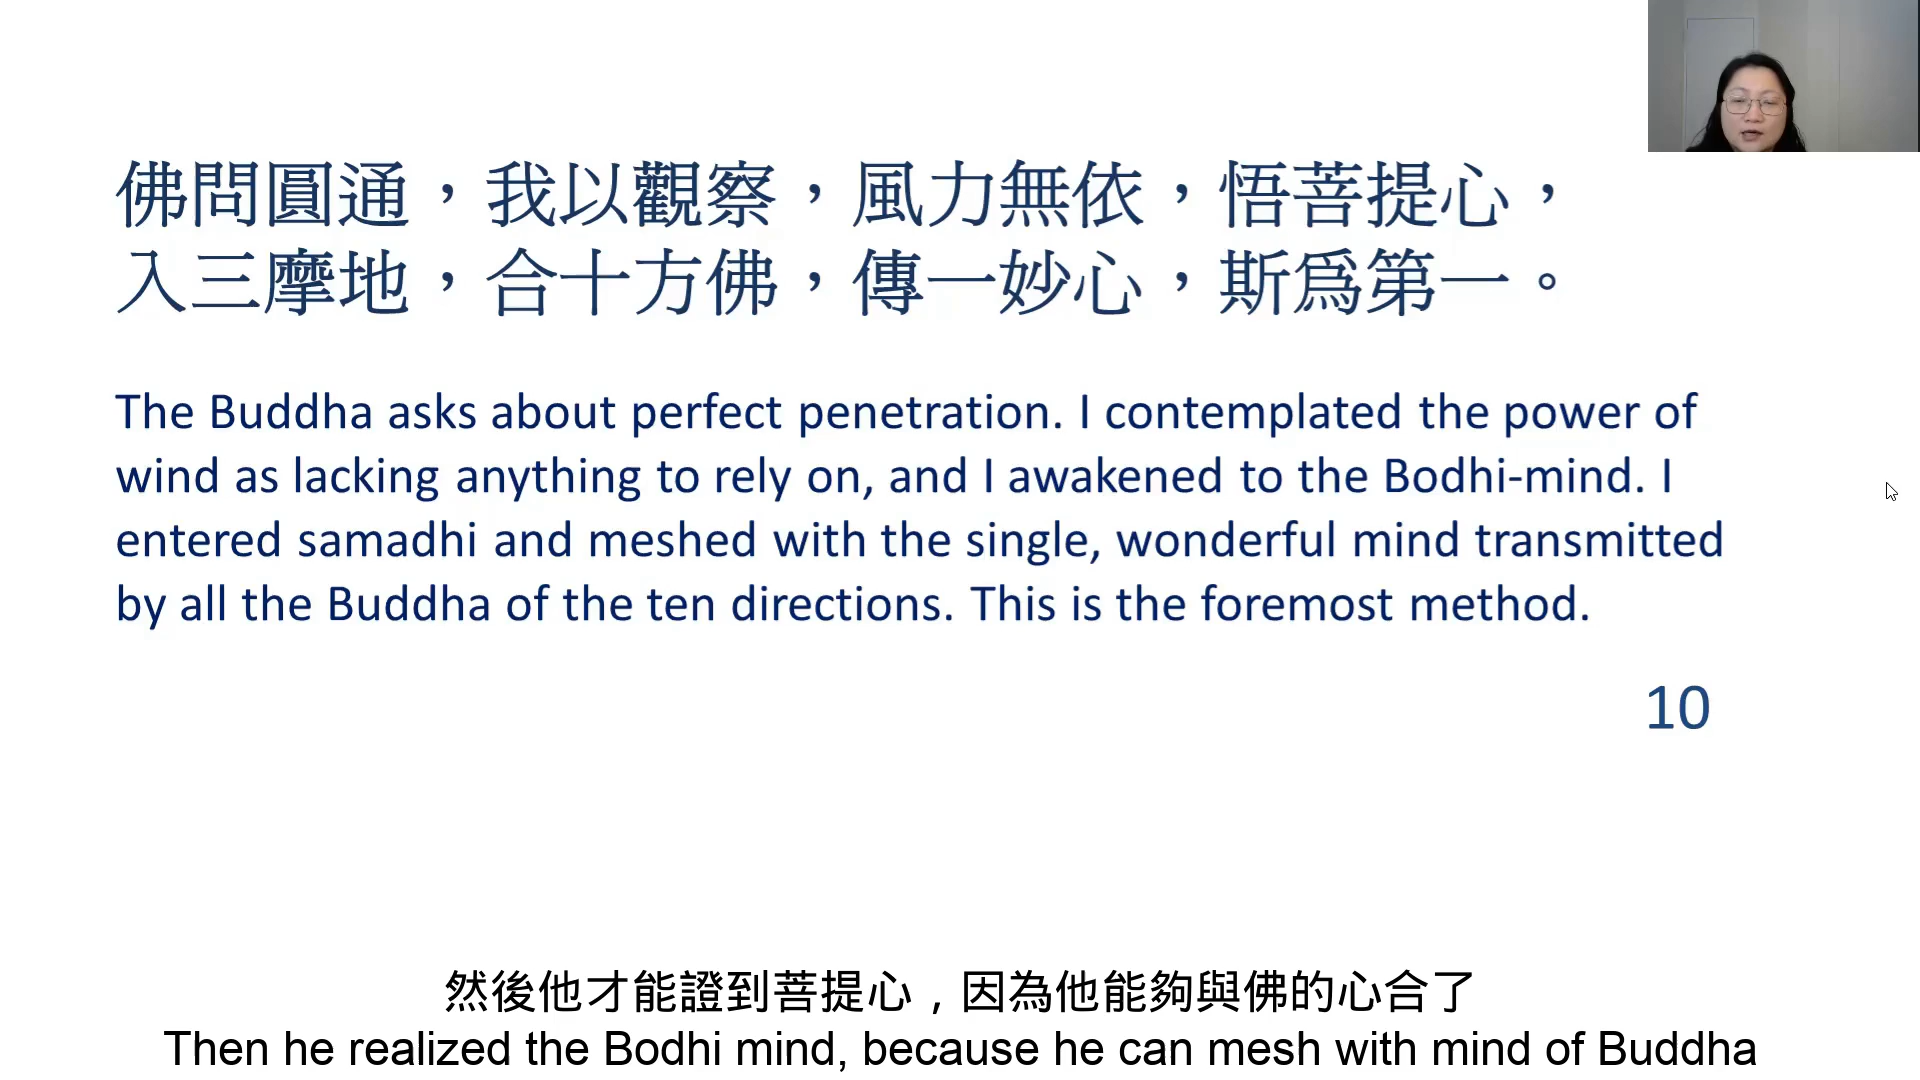 佛問圓通，我以觀察，風力無依，悟菩提心，
入三摩地，合十方佛，傳一妙心，斯爲第一。
The Buddha asks about perfect penetration. I contemplated the power of
wind as lacking anything to rely on, and I awakened to the Bodhi-mind. I
entered samadhi and meshed with the single, wonderful mind transmitted
by all the Buddha of the ten directions. This is the foremost method.
10
然後他才能證到菩提心，因為他能夠與佛的心合了
Then he realized the Bodhi mind, because he can mesh with mind of Buddha